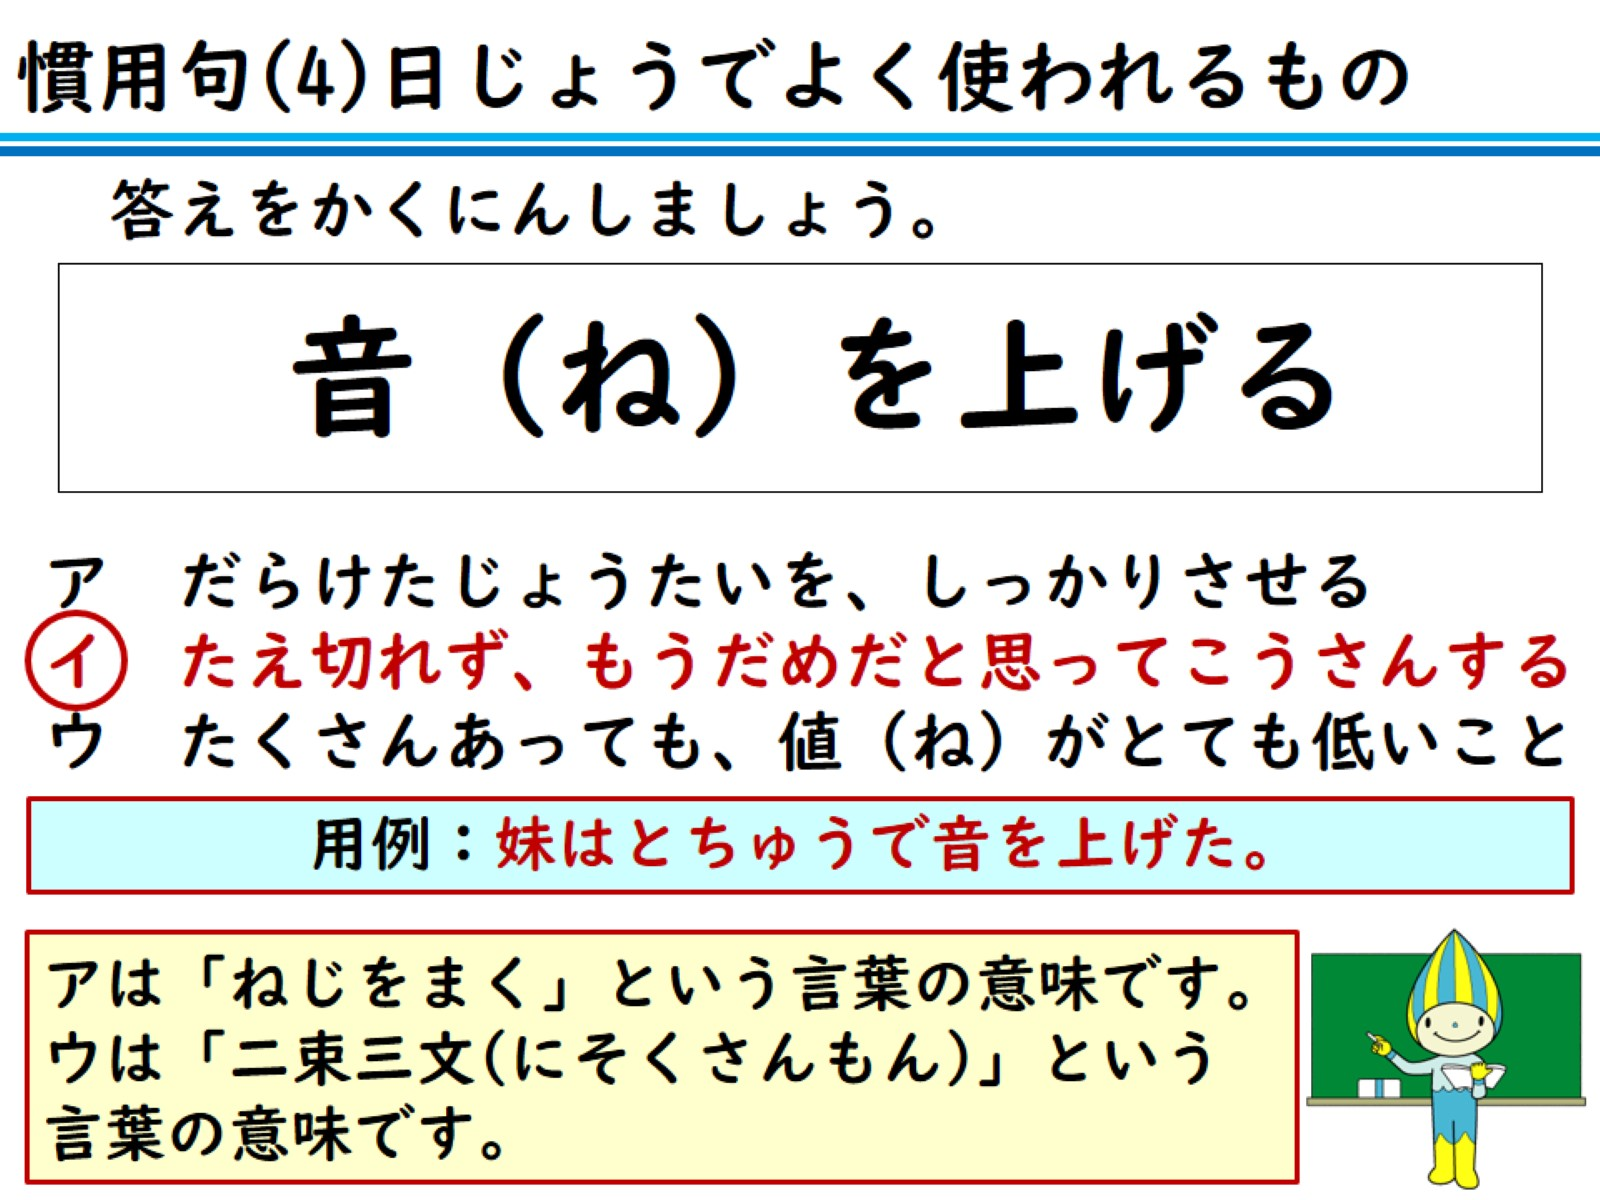 慣用句(4)日じょうでよく使われるもの
答えをかくにんしましょう。
音（ね）を上げる
ア　だらけたじょうたいを、しっかりさせる
イ　たえ切れず、もうだめだと思ってこうさんする
ウ　たくさんあっても、値（ね）がとても低いこと
用例：妹はとちゅうで音を上げた。
アは「ねじをまく」という言葉の意味です。
ウは「二束三文(にそくさんもん)」という
言葉の意味です。